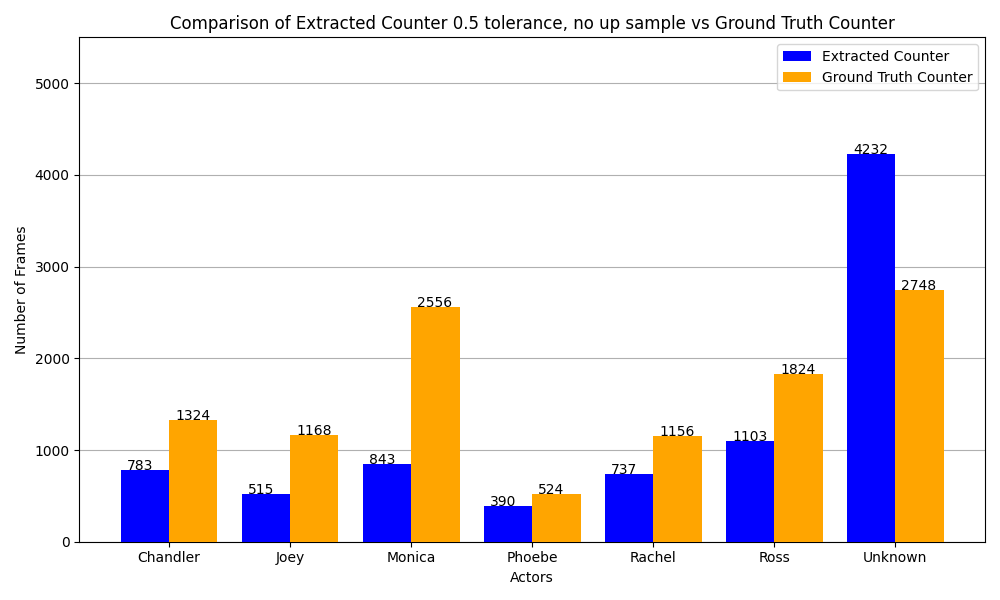 Comparison of Extracted Counter 0.5 tolerance, no up sample vs Ground Truth Counter
Extracted Counter
Ground Truth Counter
Number of Frames
5000
4000
3000
2000
1000
0
783
1324
515
1168
843
2556
390
524
737
1156
1103
1824
4232
2748
Chandler
Joey
Monica
Phoebe
Rachel
Ross
Unknown
Actors